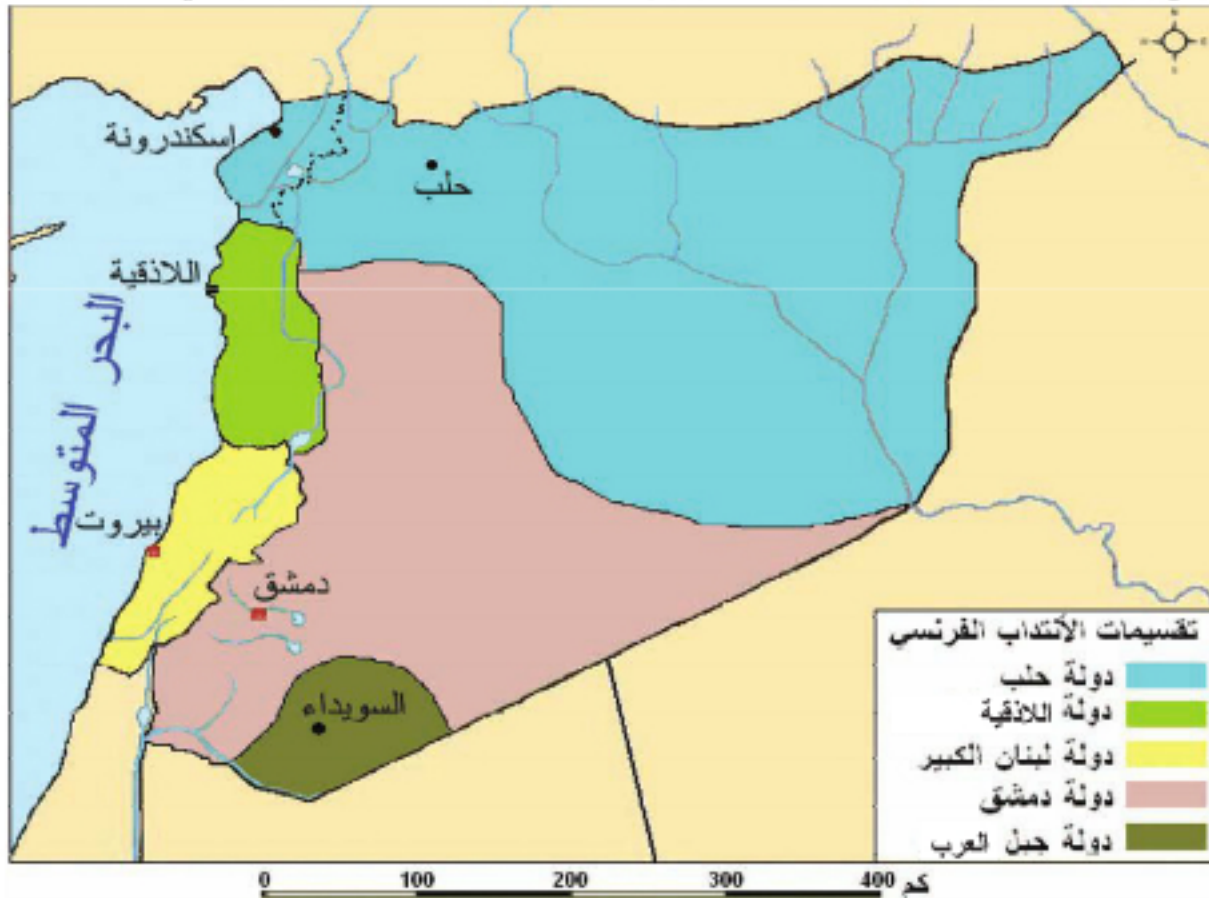 اسكندرونة
حلب
اللاذقية
البحر المتوسط
بيروت
دمشق
السويداء
تقسيمات الأنتداب الفرنسي
دولة حلب
دولة اللاذقية
دولة لبنان الكبير
دولة دمشق
دولة جبل العرب
0 100 200 300 400 كم